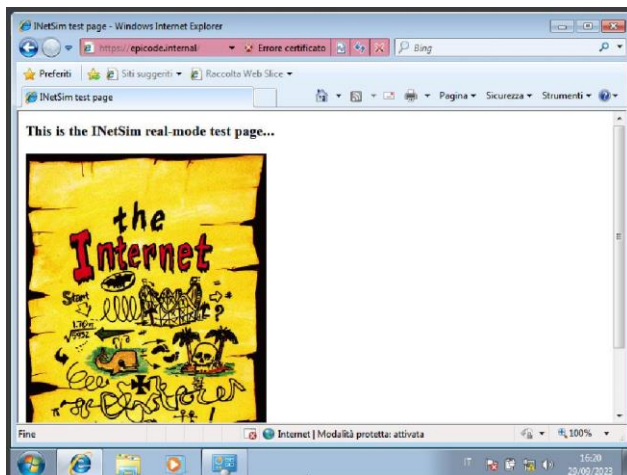 INetSim test page - Windows Internet Explorer
https://epicode.internal/ Errore certificato Bing
Preferiti Siti suggeriti Raccolta Web Slice
INetSim test page Pagina Sicurezza Strumenti
This is the INetSim real-mode test page...
the
Internet
Start
?
Fine Internet | Modalità protetta: attivata 100%
IT 16:20
20/09/2023